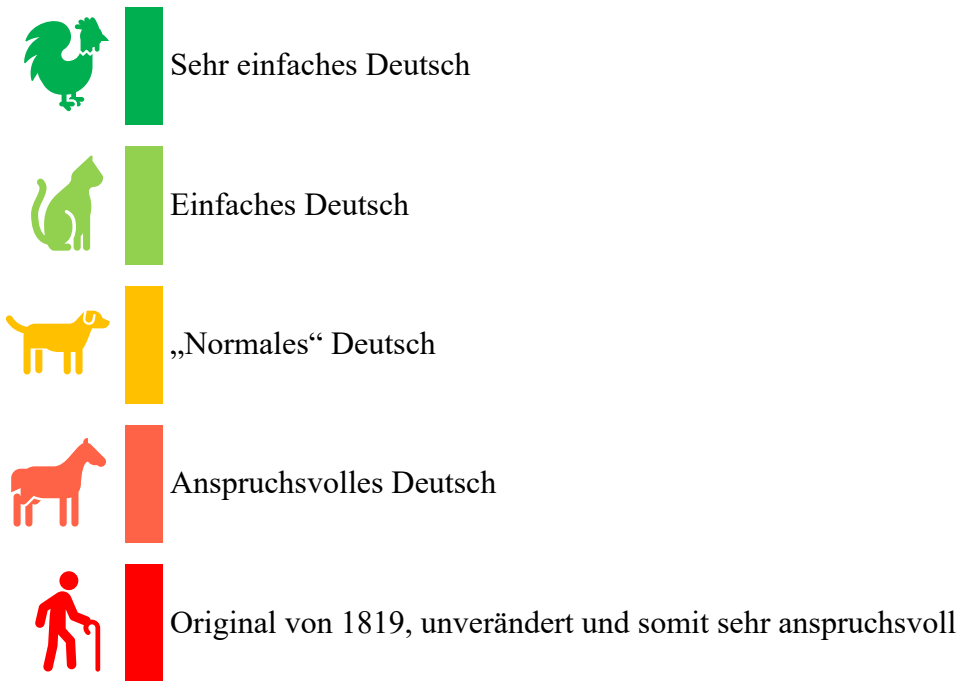 Sehr einfaches Deutsch
Einfaches Deutsch
„Normales“ Deutsch
Anspruchsvolles Deutsch
Original von 1819, unverändert und somit sehr anspruchsvoll